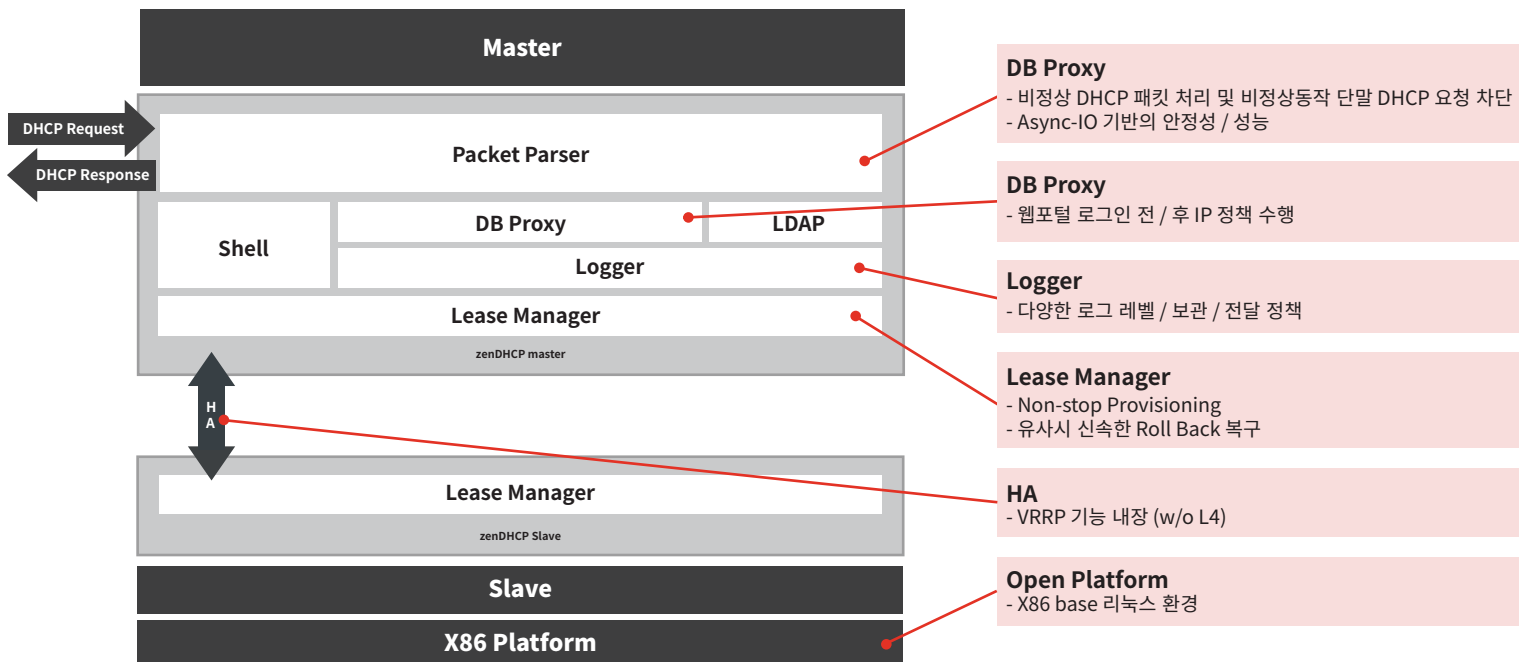 Master
DHCP Request
DHCP Response
Packet Parser
Shell
DB Proxy
LDAP
Logger
Lease Manager
zenDHCP master
H
A
Lease Manager
zenDHCP Slave
Slave
X86 Platform
DB Proxy
- 비정상 DHCP 패킷 처리 및 비정상동작 단말 DHCP 요청 차단
- Async-IO 기반의 안정성 / 성능
DB Proxy
- 웹포털 로그인 전 / 후 IP 정책 수행
Logger
- 다양한 로그 레벨 / 보관 / 전달 정책
Lease Manager
- Non-stop Provisioning
- 유사시 신속한 Roll Back 복구
HA
- VRRP 기능 내장 (w/o L4)
Open Platform
- X86 base 리눅스 환경